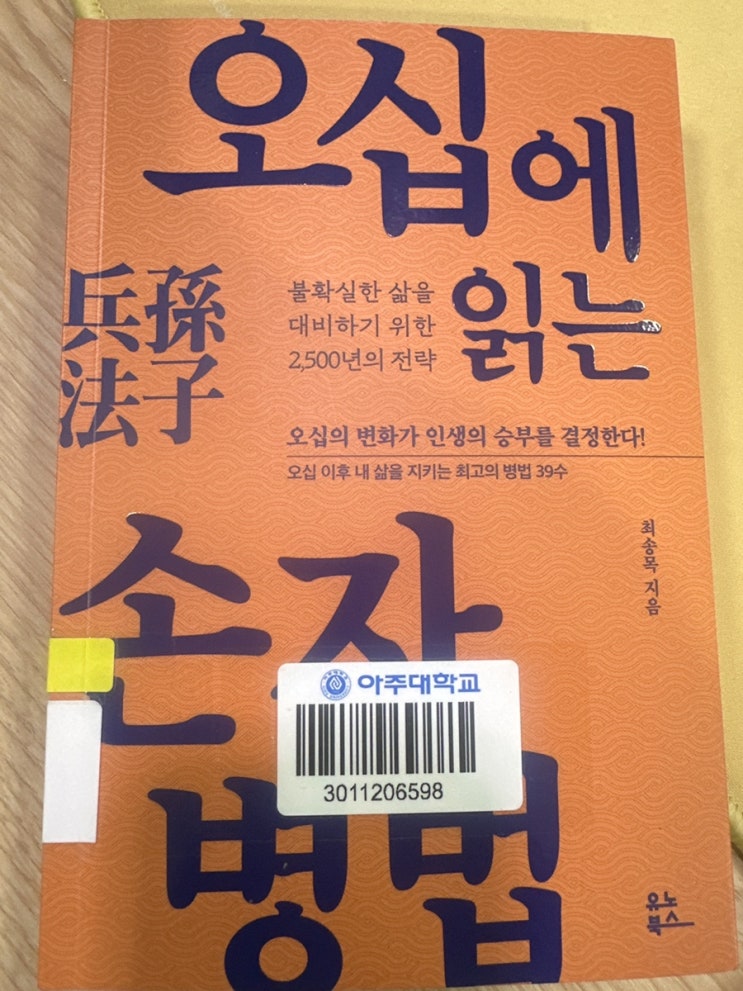 오십에
읽는
孫子
兵法
불확실한 삶을
대비하기 위한
2,500년의 전략
오십의 변화가 인생의 승부를 결정한다!
오십 이후 내 삶을 지키는 최고의 병법 39수
최송목 지음
손자
병법
아주대학교
3011206598
유노
북스